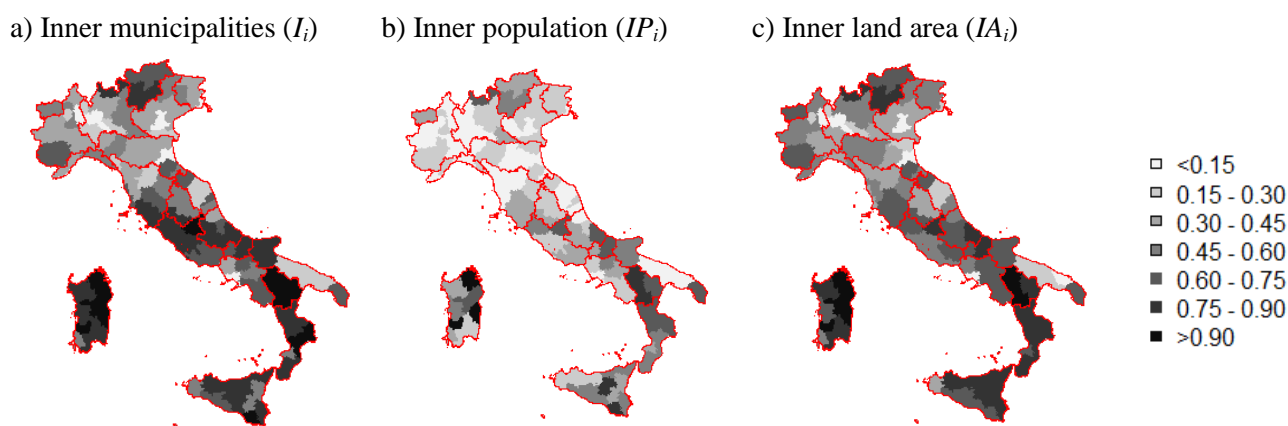 a) Inner municipalities (Ii)
b) Inner population (IPi)
c) Inner land area (IAi)
<0.15
0.15 - 0.30
0.30 - 0.45
0.45 - 0.60
0.60 - 0.75
0.75 - 0.90
>0.90